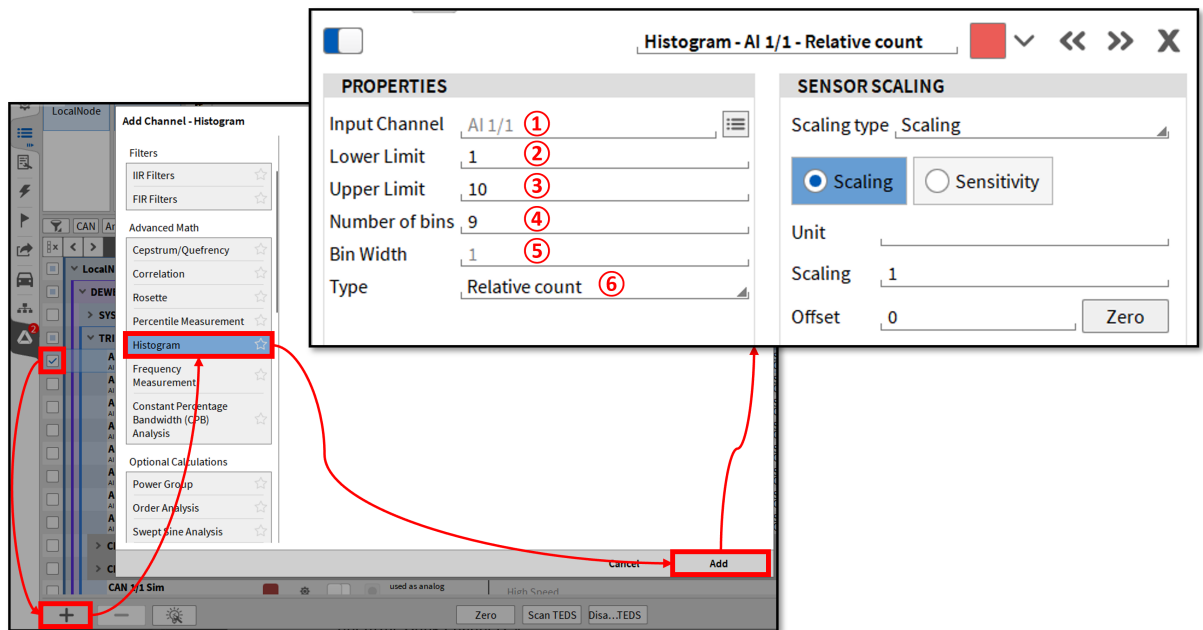 Histogram - AI 1/1 - Relative count
PROPERTIES
Input Channel AI 1/1 ①
Lower Limit 1 ②
Upper Limit 10 ③
Number of bins 9 ④
Bin Width 1 ⑤
Type Relative count ⑥
SENSOR SCALING
Scaling type Scaling
Scaling Sensitivity
Unit
Scaling 1
Offset 0 Zero
LocalNode
Add Channel - Histogram
Filters
IIR Filters
FIR Filters
CAN
Advanced Math
Cepstrum/Quefrency
Correlation
Rosette
Percentile Measurement
Histogram
Frequency
Measurement
Constant Percentage
Bandwidth (CPB)
Analysis
Optional Calculations
Power Group
Order Analysis
Swept Sine Analysis
2
Cancel Add
CAN 1/1 Sim used as analog High Speed
Zero Scan TEDS Disa...TEDS